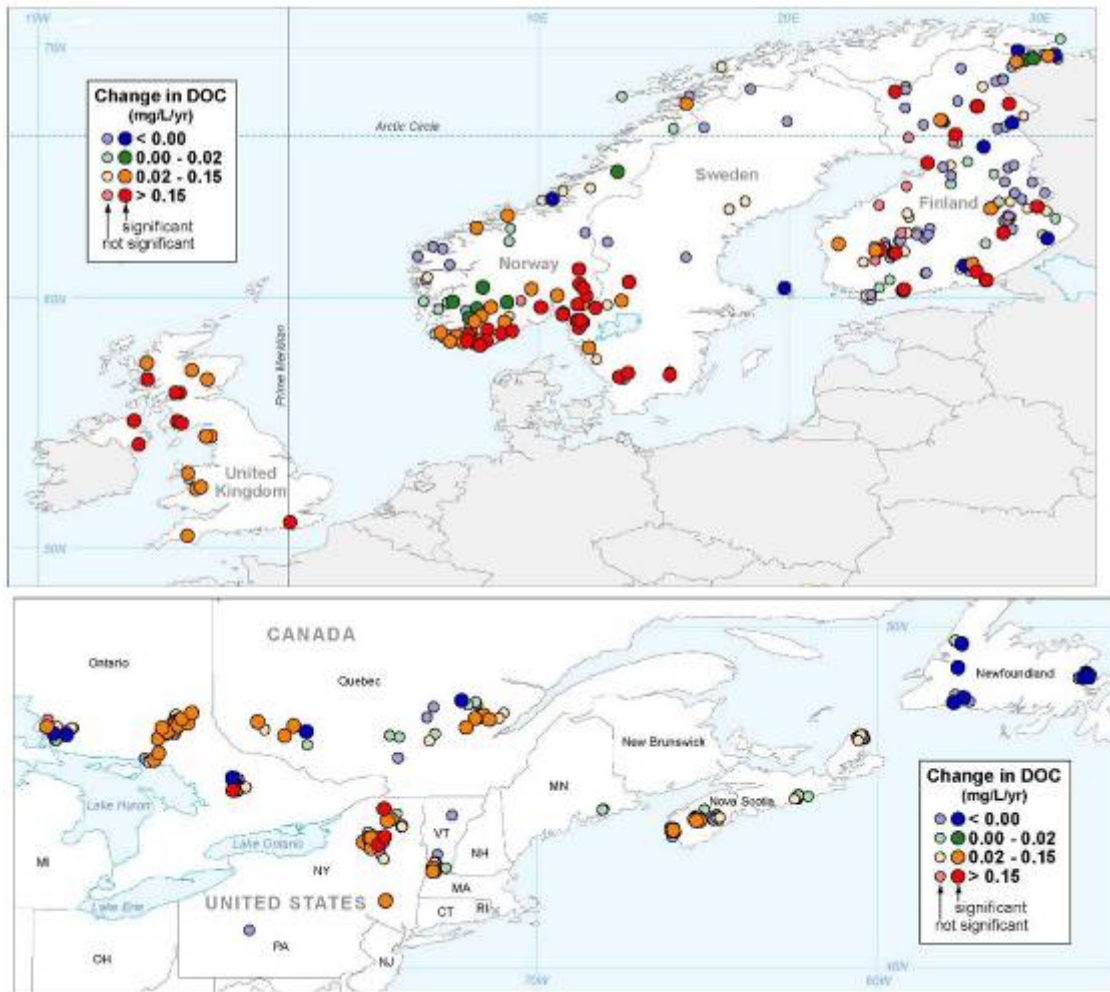 10W
10E
20E
30E
70N
Change in DOC
(mg/L/yr)
< 0.00
0.00 - 0.02
0.02 - 0.15
> 0.15
significant
not significant
Arctic Circle
Sweden
Finland
Norway
60N
Prime Meridian
United
Kingdom
50N
CANADA
Ontario
Quebec
50N
Newfoundland
New Brunswick
MN
Nova Scotia
Lake Huron
Change in DOC
(mg/L/yr)
< 0.00
0.00 - 0.02
0.02 - 0.15
> 0.15
significant
not significant
VT
Lake Ontario
MI
NY
NH
MA
UNITED STATES
CT
RI
Lake Erie
PA
OH
NJ
70W
60W
40N